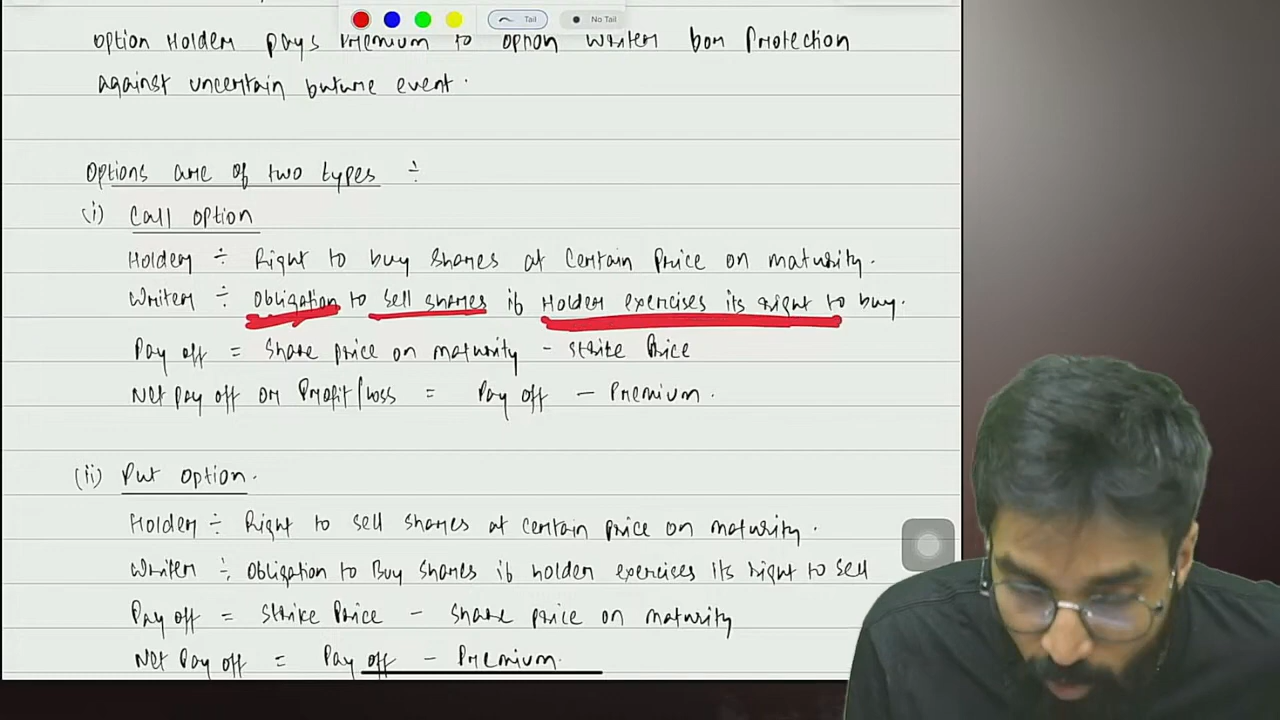 Tail No Tail
Option Holder pays Premium to option writer for Protection
against uncertain future event.
Options are of two types ÷
(i) Call option
Holder ÷ Right to buy shares at certain price on maturity.
Writer ÷ Obligation to sell shares if Holder exercises its right to buy.
Pay off = Share price on maturity - Strike Price
Net Pay off or Profit/Loss = Pay off - Premium.
(ii) Put option.
Holder ÷ Right to sell shares at certain price on maturity.
Writer ÷ Obligation to Buy shares if holder exercises its right to sell
Pay off = Strike Price - Share price on maturity
Net Pay off = Pay off - Premium.